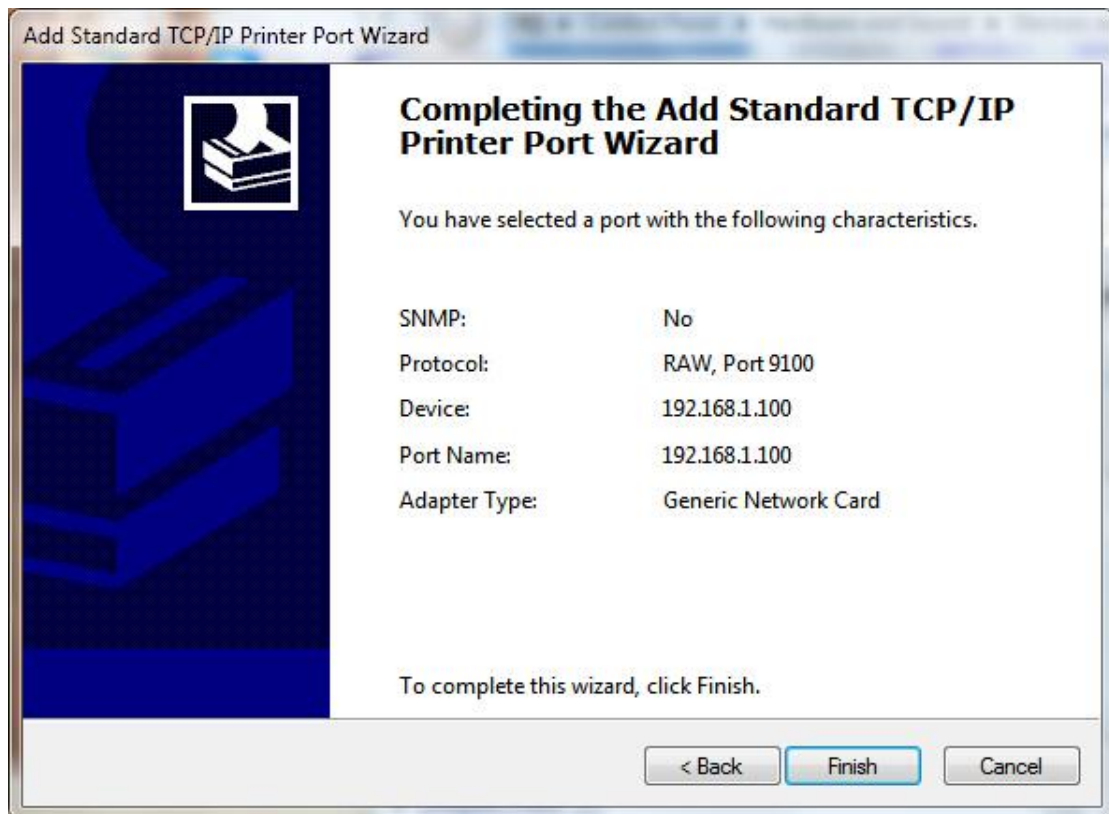 Add Standard TCP/IP Printer Port Wizard
Completing the Add Standard TCP/IP
Printer Port Wizard
You have selected a port with the following characteristics.
SNMP: No
Protocol: RAW, Port 9100
Device: 192.168.1.100
Port Name: 192.168.1.100
Adapter Type: Generic Network Card
To complete this wizard, click Finish.
< Back Finish Cancel